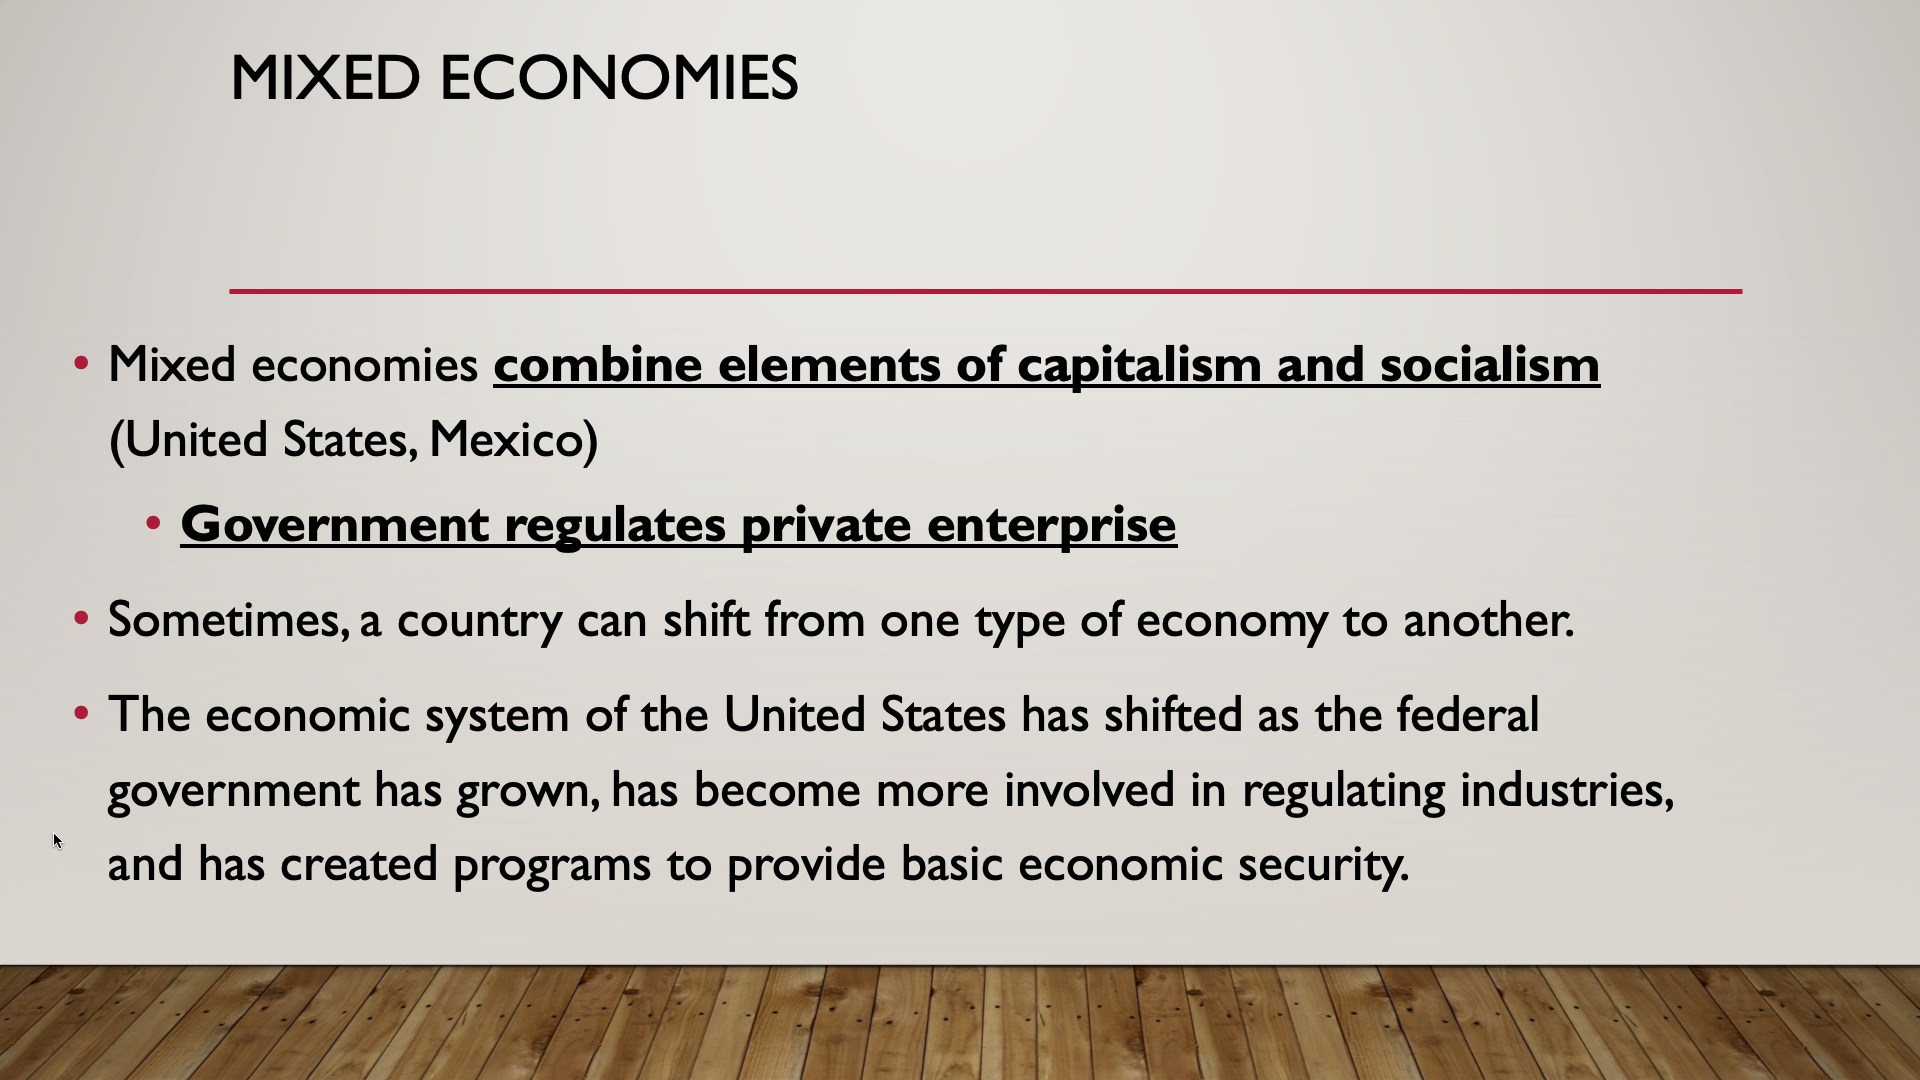 MIXED ECONOMIES
• Mixed economies combine elements of capitalism and socialism
(United States, Mexico)
• Government regulates private enterprise
• Sometimes, a country can shift from one type of economy to another.
• The economic system of the United States has shifted as the federal
government has grown, has become more involved in regulating industries,
and has created programs to provide basic economic security.